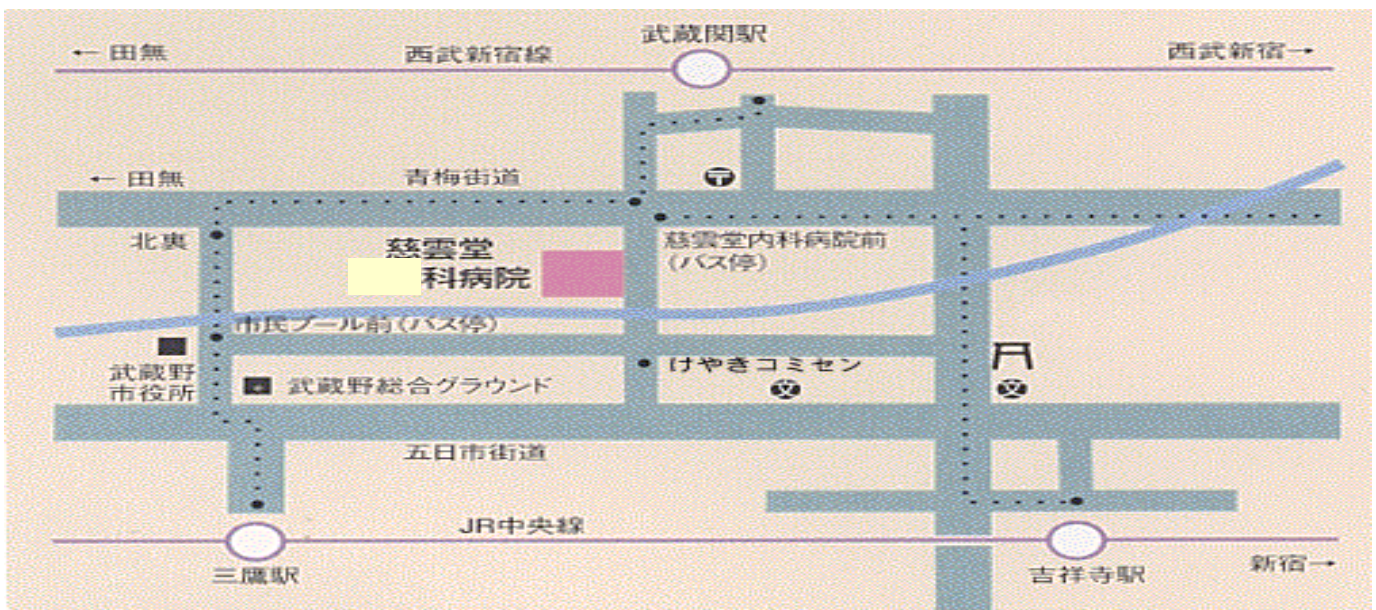 武蔵関駅
← 田無
西武新宿線
西武新宿→
← 田無
青梅街道
〒
北裏
慈雲堂
科病院
慈雲堂内科病院前
(バス停)
市民プール前(バス停)
武蔵野
市役所
武蔵野総合グラウンド
けやきコミセン
文
文
五日市街道
JR中央線
三鷹駅
吉祥寺駅
新宿→